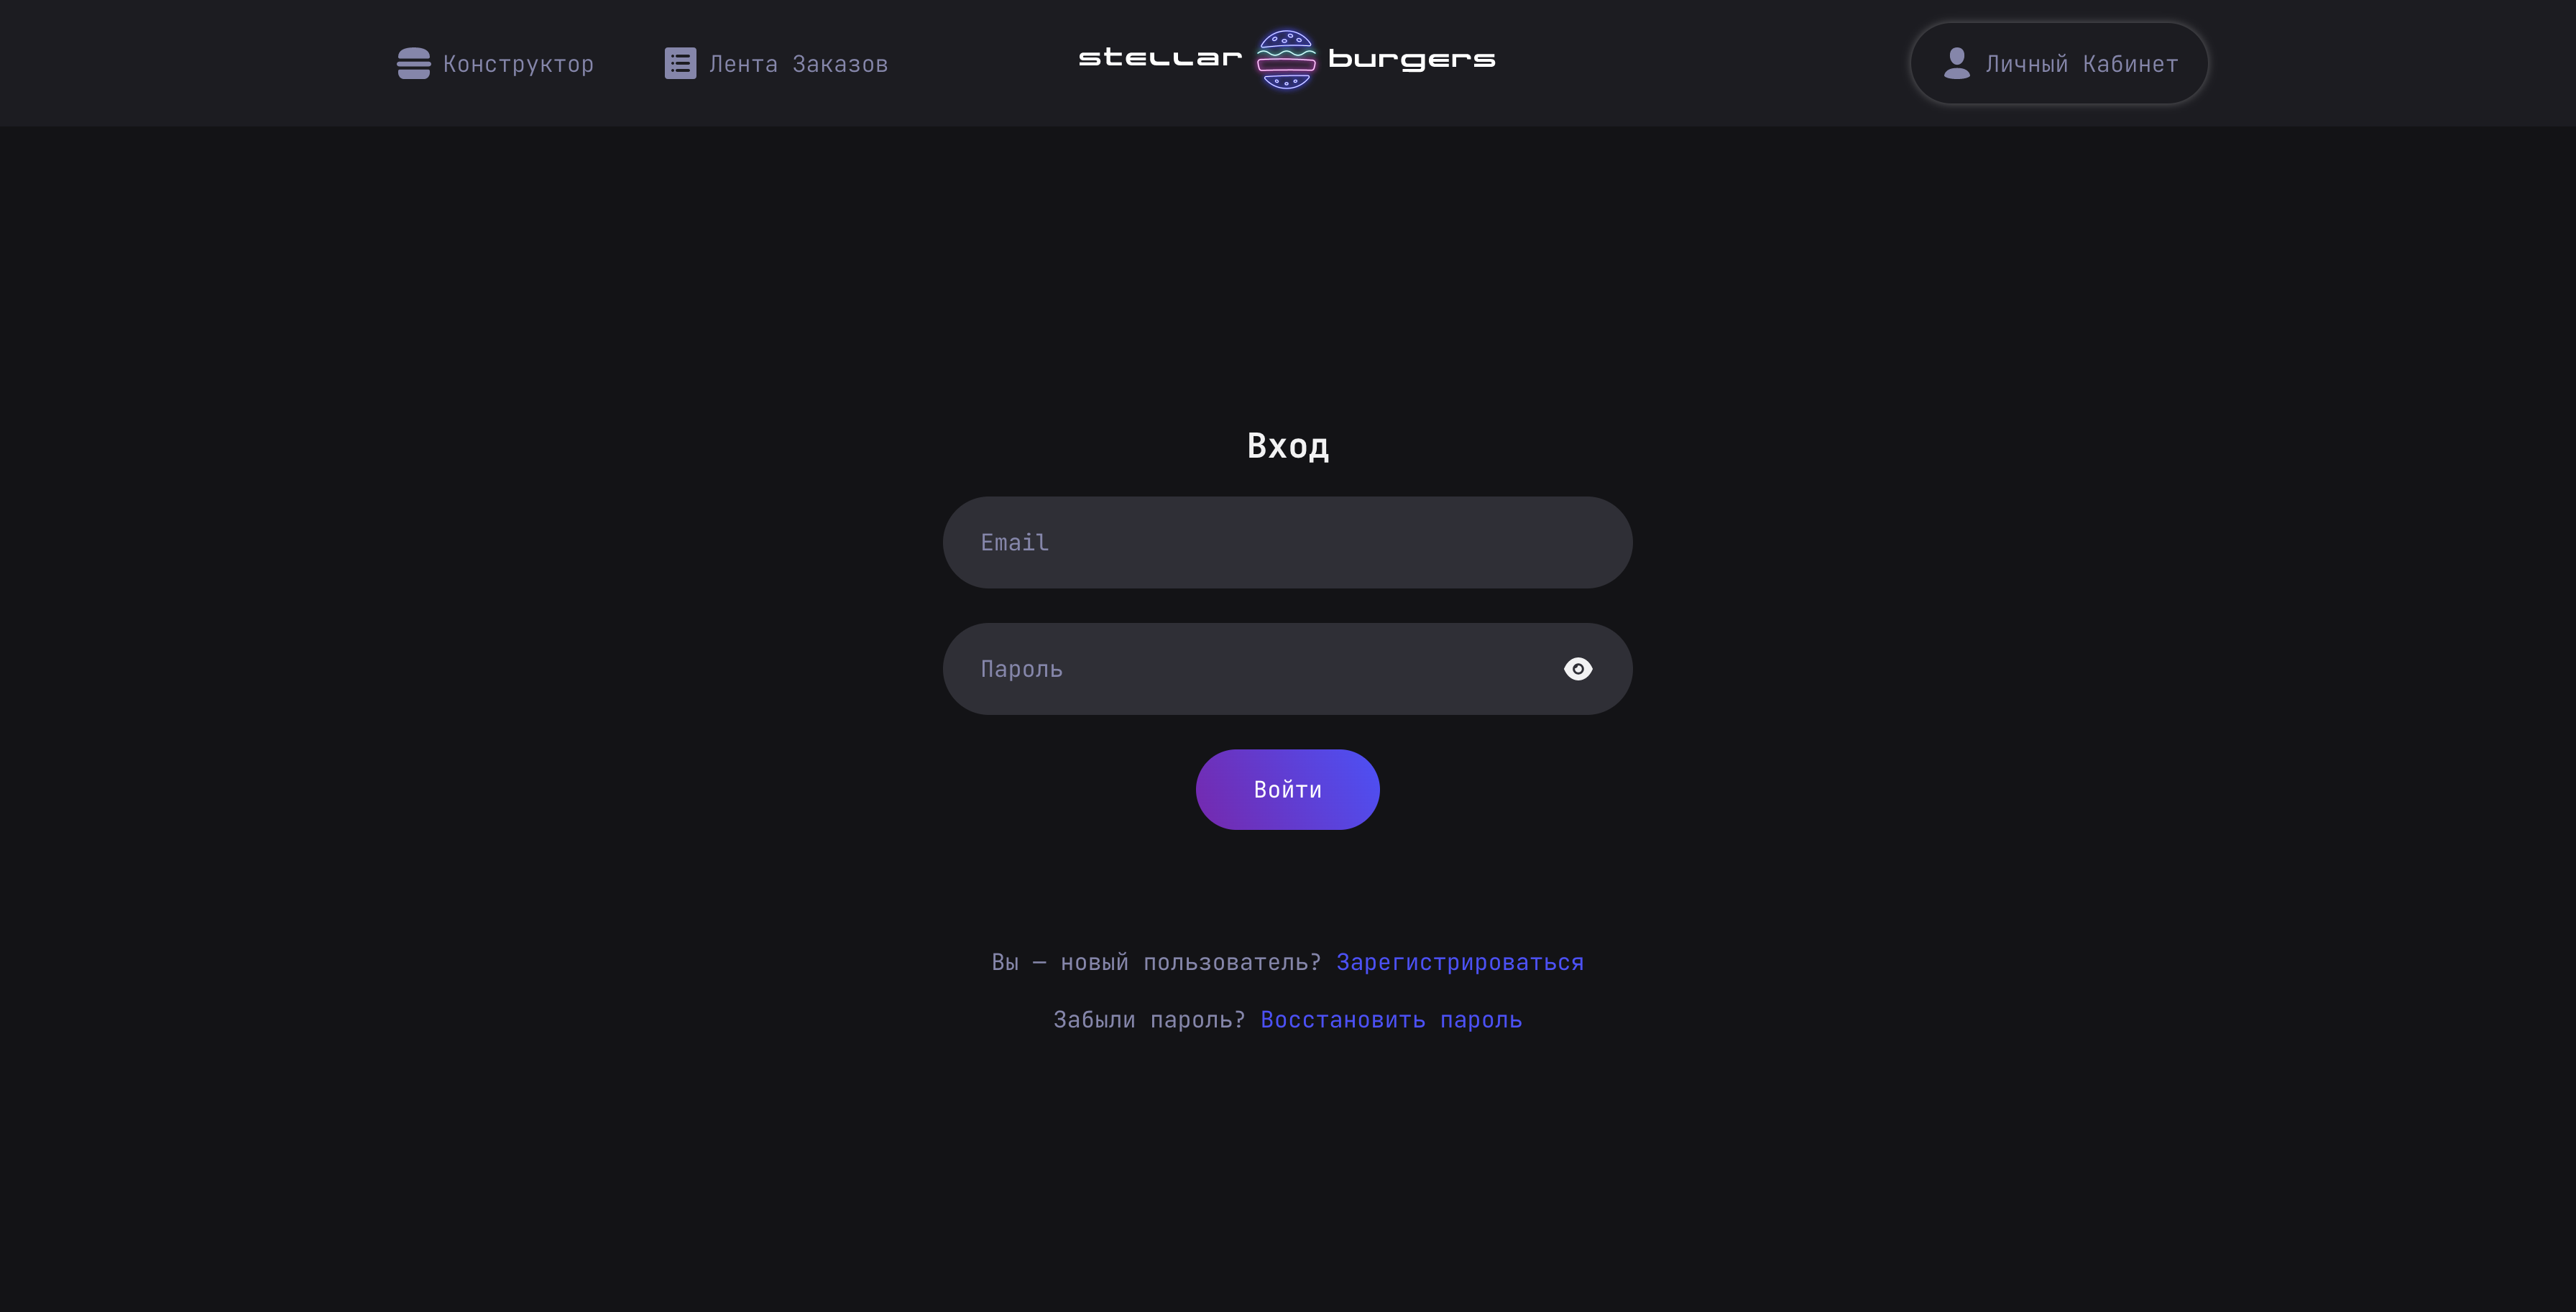 Конструктор
Лента Заказов
stellar burgers
Личный Кабинет
Вход
Email
Пароль
Войти
Вы — новый пользователь? Зарегистрироваться
Забыли пароль? Восстановить пароль